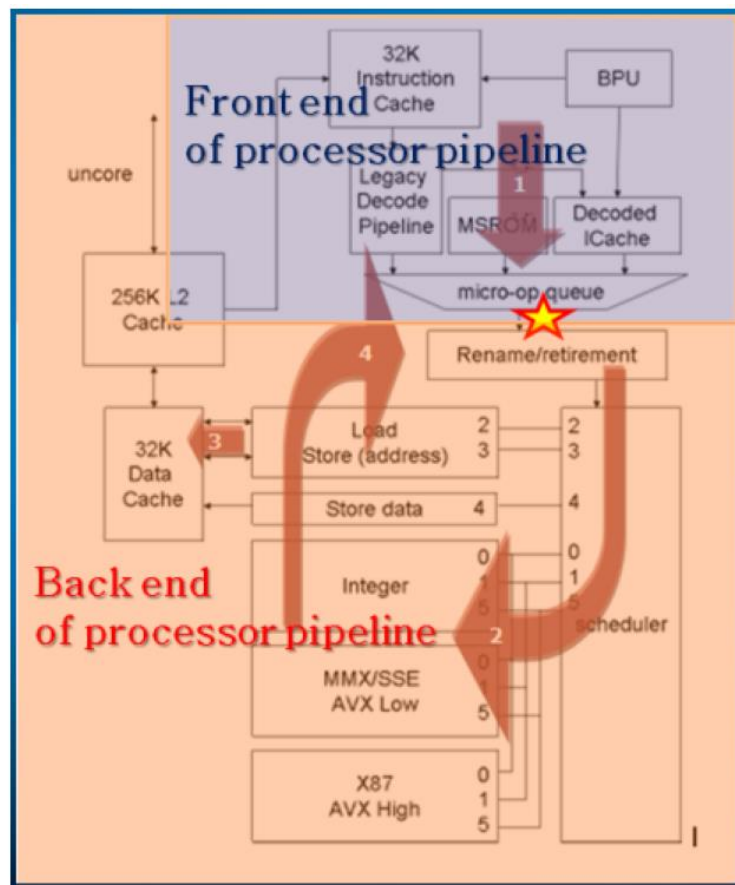 32K
Instruction
Cache
BPU
Front end
of processor pipeline
uncore
1
Legacy
Decode
Pipeline
MSROM
Decoded
ICache
256K L2
Cache
micro-op queue
4
Rename/retirement
3
32K
Data
Cache
Load
Store (address)
2
3
2
3
Store data
4
4
0
1
5
0
1
5
Integer
Back end
of processor pipeline
2
scheduler
MMX/SSE
AVX Low
0
1
5
X87
AVX High
0
1
5